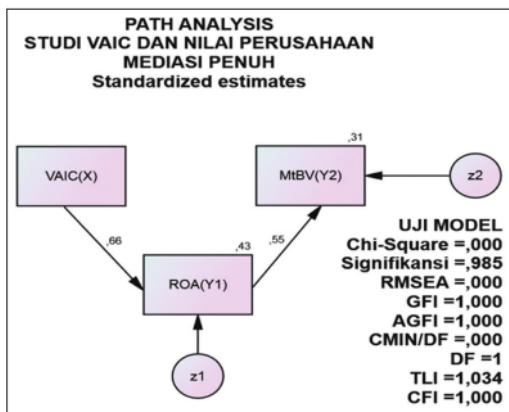 PATH ANALYSIS
STUDI VAIC DAN NILAI PERUSAHAAN
MEDIASI PENUH
Standardized estimates
,31
VAIC(X)
MtBV(Y2)
z2
,66
,43
,55
ROA(Y1)
z1
UJI MODEL
Chi-Square =,000
Signifikansi =,985
RMSEA =,000
GFI =1,000
AGFI =1,000
CMIN/DF =,000
DF =1
TLI =1,034
CFI =1,000